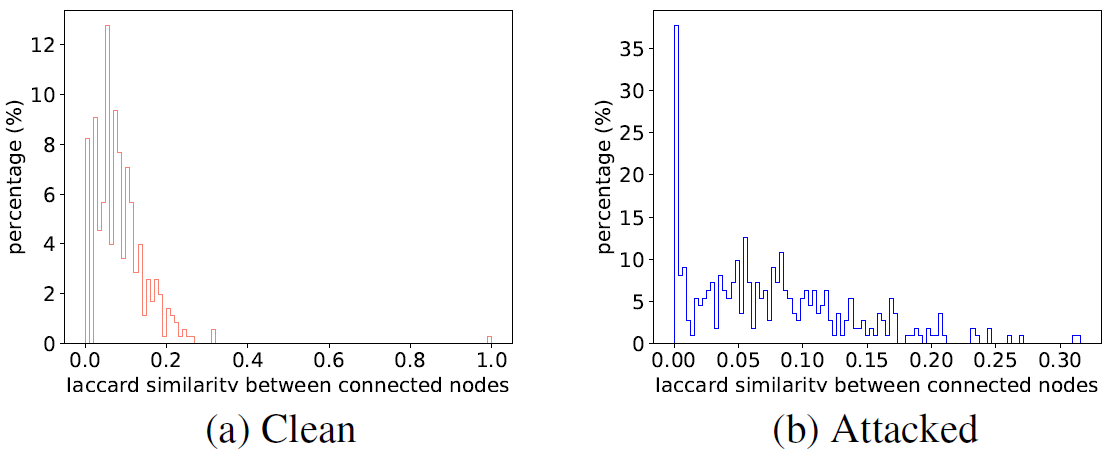 percentage (%)
12
10
8
6
4
2
0
0.0 0.2 0.4 0.6 0.8 1.0
Jaccard similarity between connected nodes
(a) Clean
percentage (%)
35
30
25
20
15
10
5
0
0.00 0.05 0.10 0.15 0.20 0.25 0.30
Jaccard similarity between connected nodes
(b) Attacked